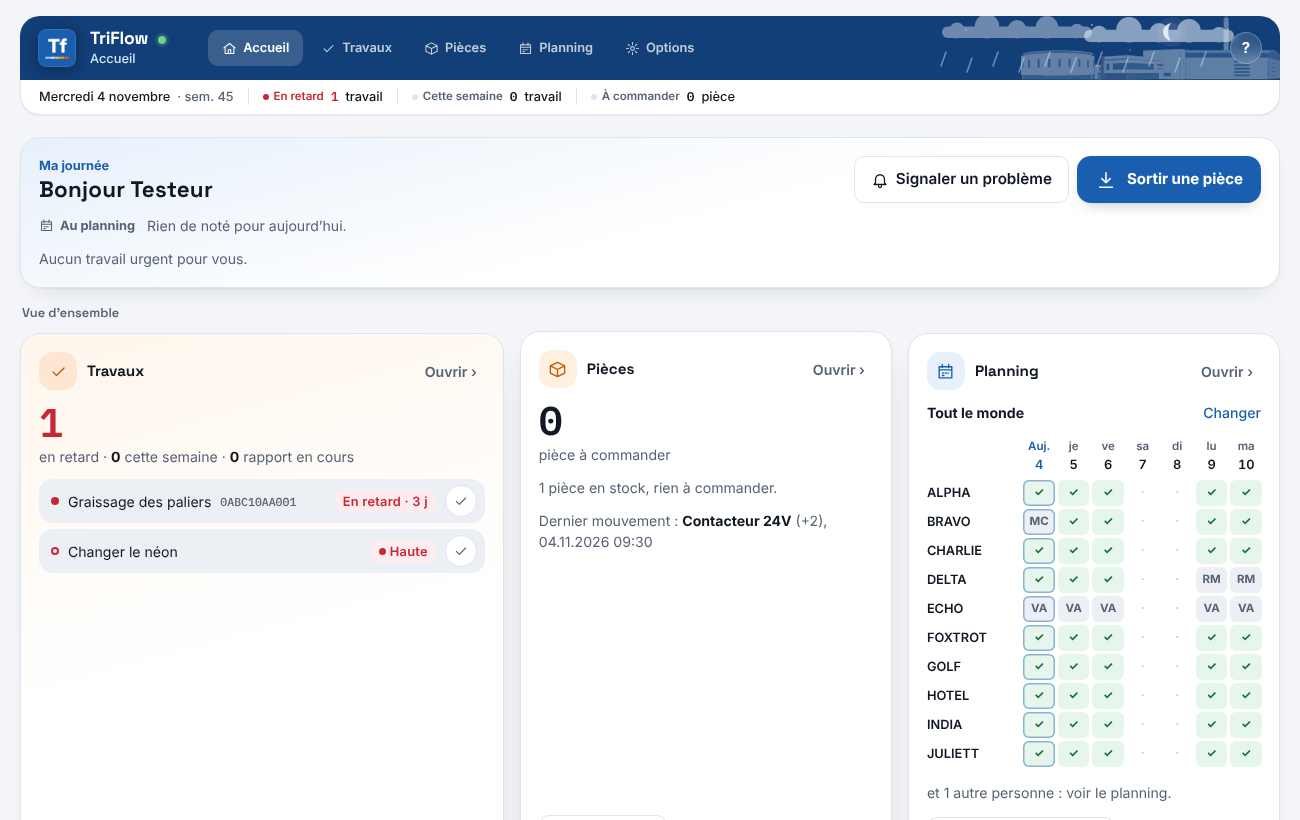 Tf
TriFlow
Accueil
Accueil
Travaux
Pièces
Planning
Options
?
Mercredi 4 novembre · sem. 45
En retard 1 travail
Cette semaine 0 travail
À commander 0 pièce
Ma journée
Bonjour Testeur
Signaler un problème
Sortir une pièce
Au planning Rien de noté pour aujourd’hui.
Aucun travail urgent pour vous.
Vue d’ensemble
Travaux
Ouvrir ›
1
en retard · 0 cette semaine · 0 rapport en cours
Graissage des paliers 0ABC10AA001 En retard · 3 j
Changer le néon Haute
Pièces
Ouvrir ›
0
pièce à commander
1 pièce en stock, rien à commander.
Dernier mouvement : Contacteur 24V (+2),
04.11.2026 09:30
Planning
Ouvrir ›
Tout le monde
Changer
Auj. je ve sa di lu ma
4 5 6 7 8 9 10
ALPHA ✓ ✓ ✓ · · ✓ ✓
BRAVO MC ✓ ✓ · · ✓ ✓
CHARLIE ✓ ✓ ✓ · · ✓ ✓
DELTA ✓ ✓ ✓ · · RM RM
ECHO VA VA VA · · VA VA
FOXTROT ✓ ✓ ✓ · · ✓ ✓
GOLF ✓ ✓ ✓ · · ✓ ✓
HOTEL ✓ ✓ ✓ · · ✓ ✓
INDIA ✓ ✓ ✓ · · ✓ ✓
JULIETT ✓ ✓ ✓ · · ✓ ✓
et 1 autre personne : voir le planning.